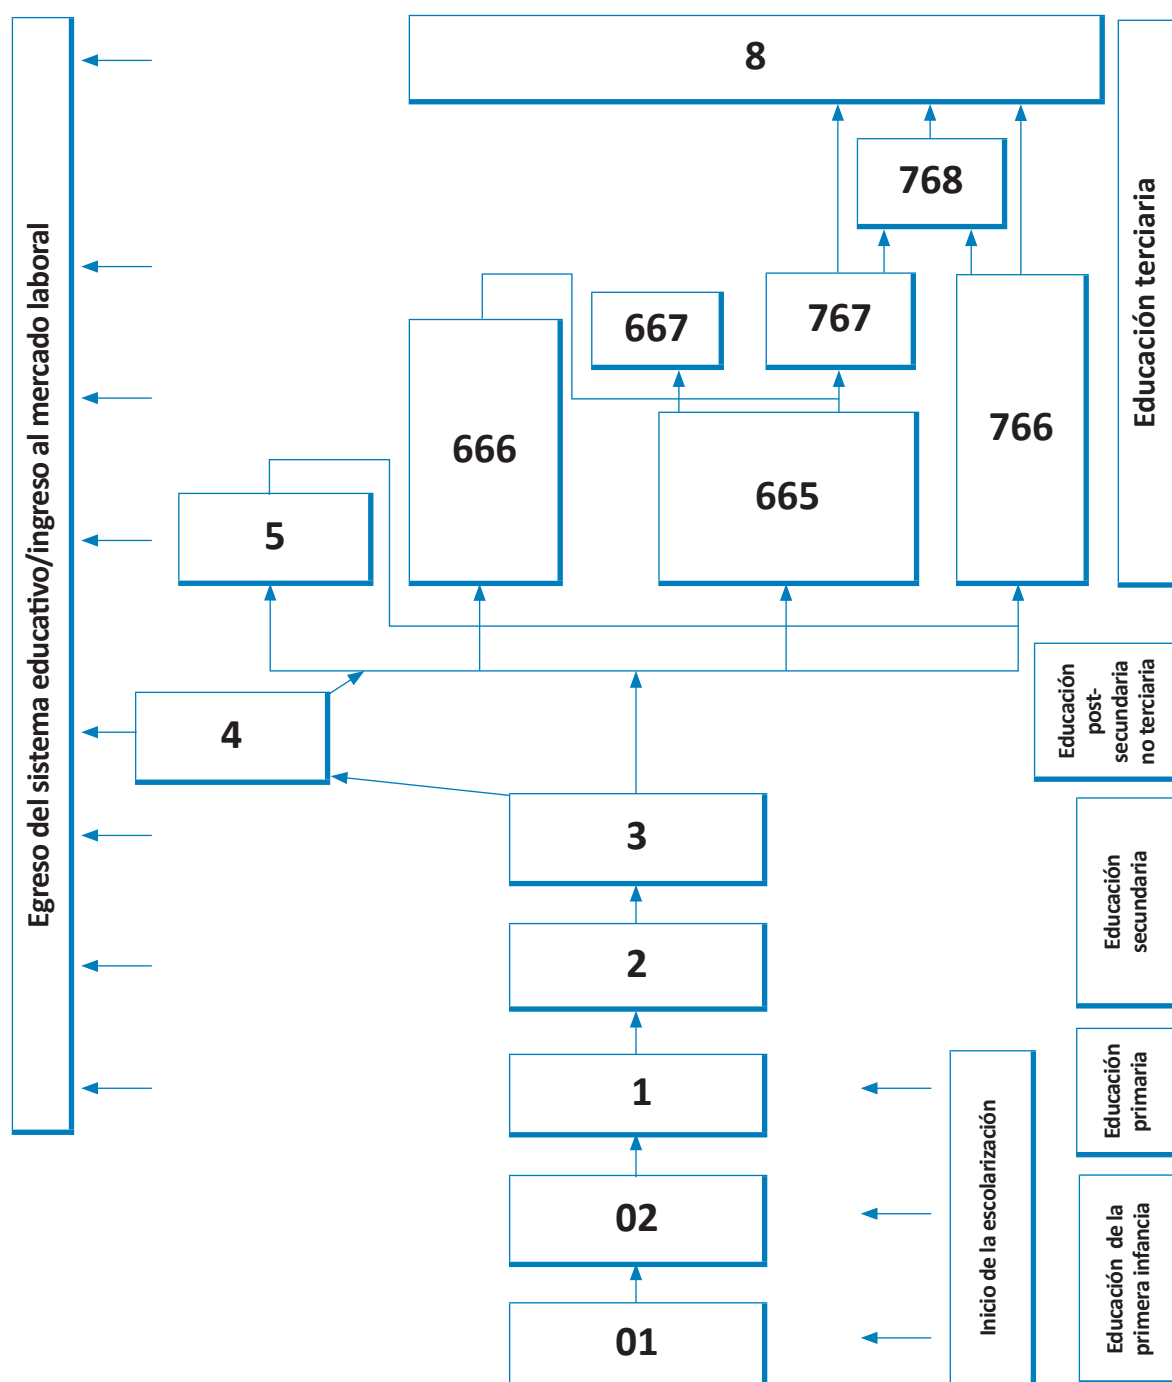 Egreso del sistema educativo/ingreso al mercado laboral
8
768
667
767
666
665
766
5
4
3
2
1
02
01
Inicio de la escolarización
Educación terciaria
Educación
post-
secundaria
no terciaria
Educación
secundaria
Educación
primaria
Educación de la
primera infancia